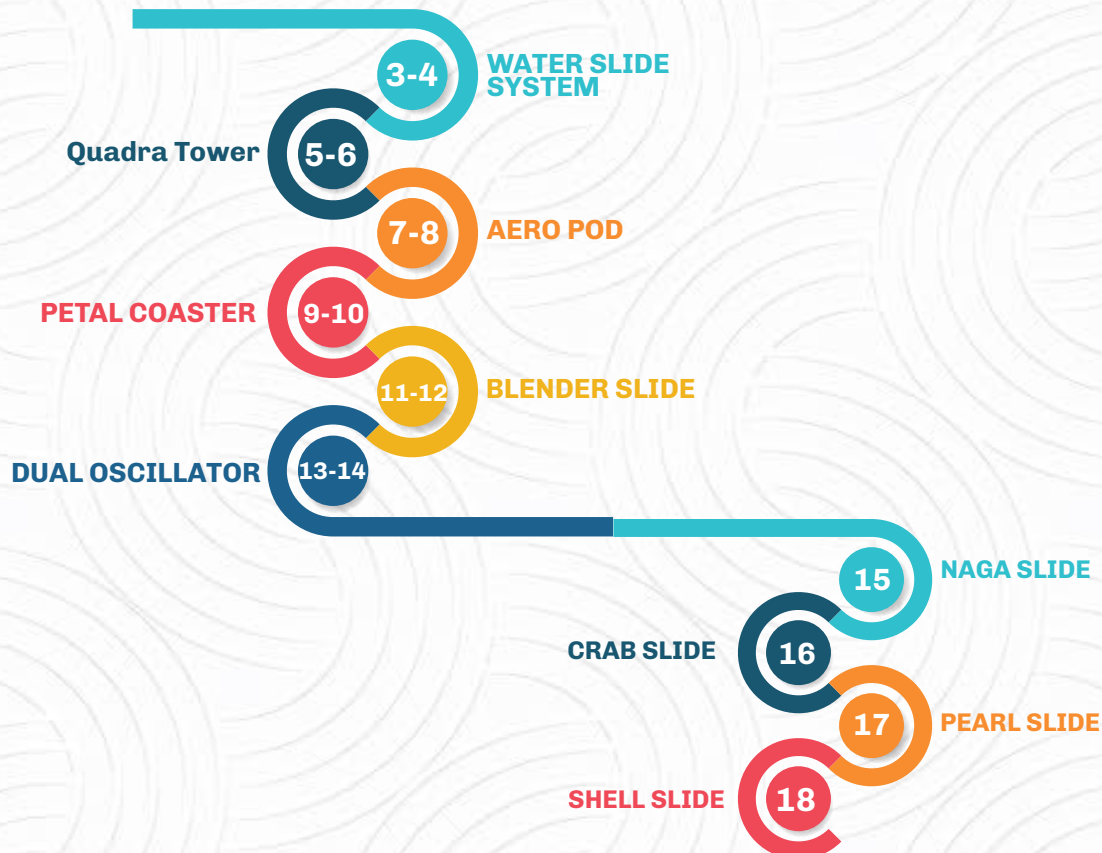 3-4
WATER SLIDE
SYSTEM
Quadra Tower
5-6
7-8
AERO POD
PETAL COASTER
9-10
11-12
BLENDER SLIDE
DUAL OSCILLATOR
13-14
15
NAGA SLIDE
CRAB SLIDE
16
17
PEARL SLIDE
SHELL SLIDE
18